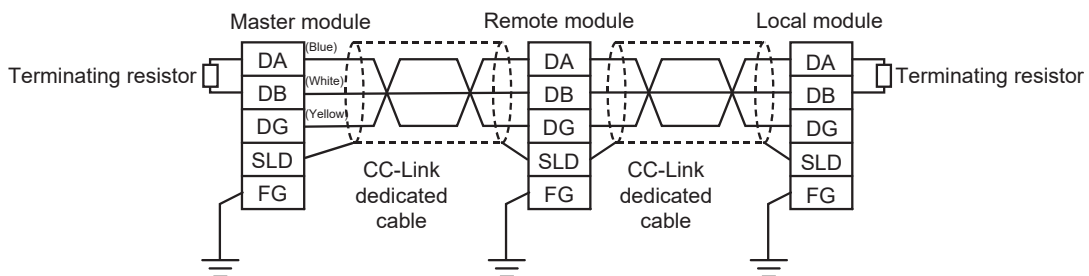 Master module
Remote module
Local module
Terminating resistor
DA
(Blue)
DB
(White)
DG
(Yellow)
SLD
FG
CC-Link
dedicated
cable
DA
DB
DG
SLD
FG
CC-Link
dedicated
cable
DA
DB
DG
SLD
FG
Terminating resistor